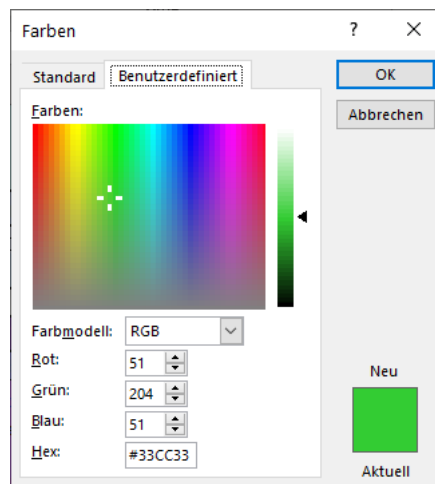 Farben ? ×
Standard Benutzerdefiniert
OK
Abbrechen
Farben:
Farbmodell: RGB
Rot: 51
Grün: 204
Blau: 51
Hex: #33CC33
Neu
Aktuell